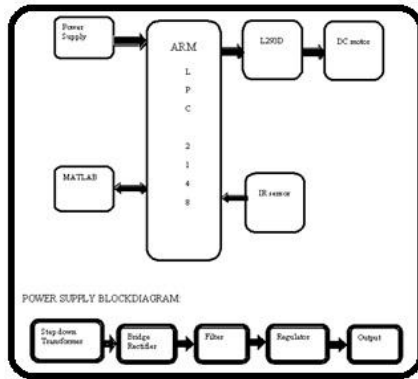 Power
Supply
ARM
L
P
C
2
1
4
8
L293D
DC motor
MATLAB
IR sensor
POWER SUPPLY BLOCKDIAGRAM:
Step down
Transformer
Bridge
Rectifier
Filter
Regulator
Output